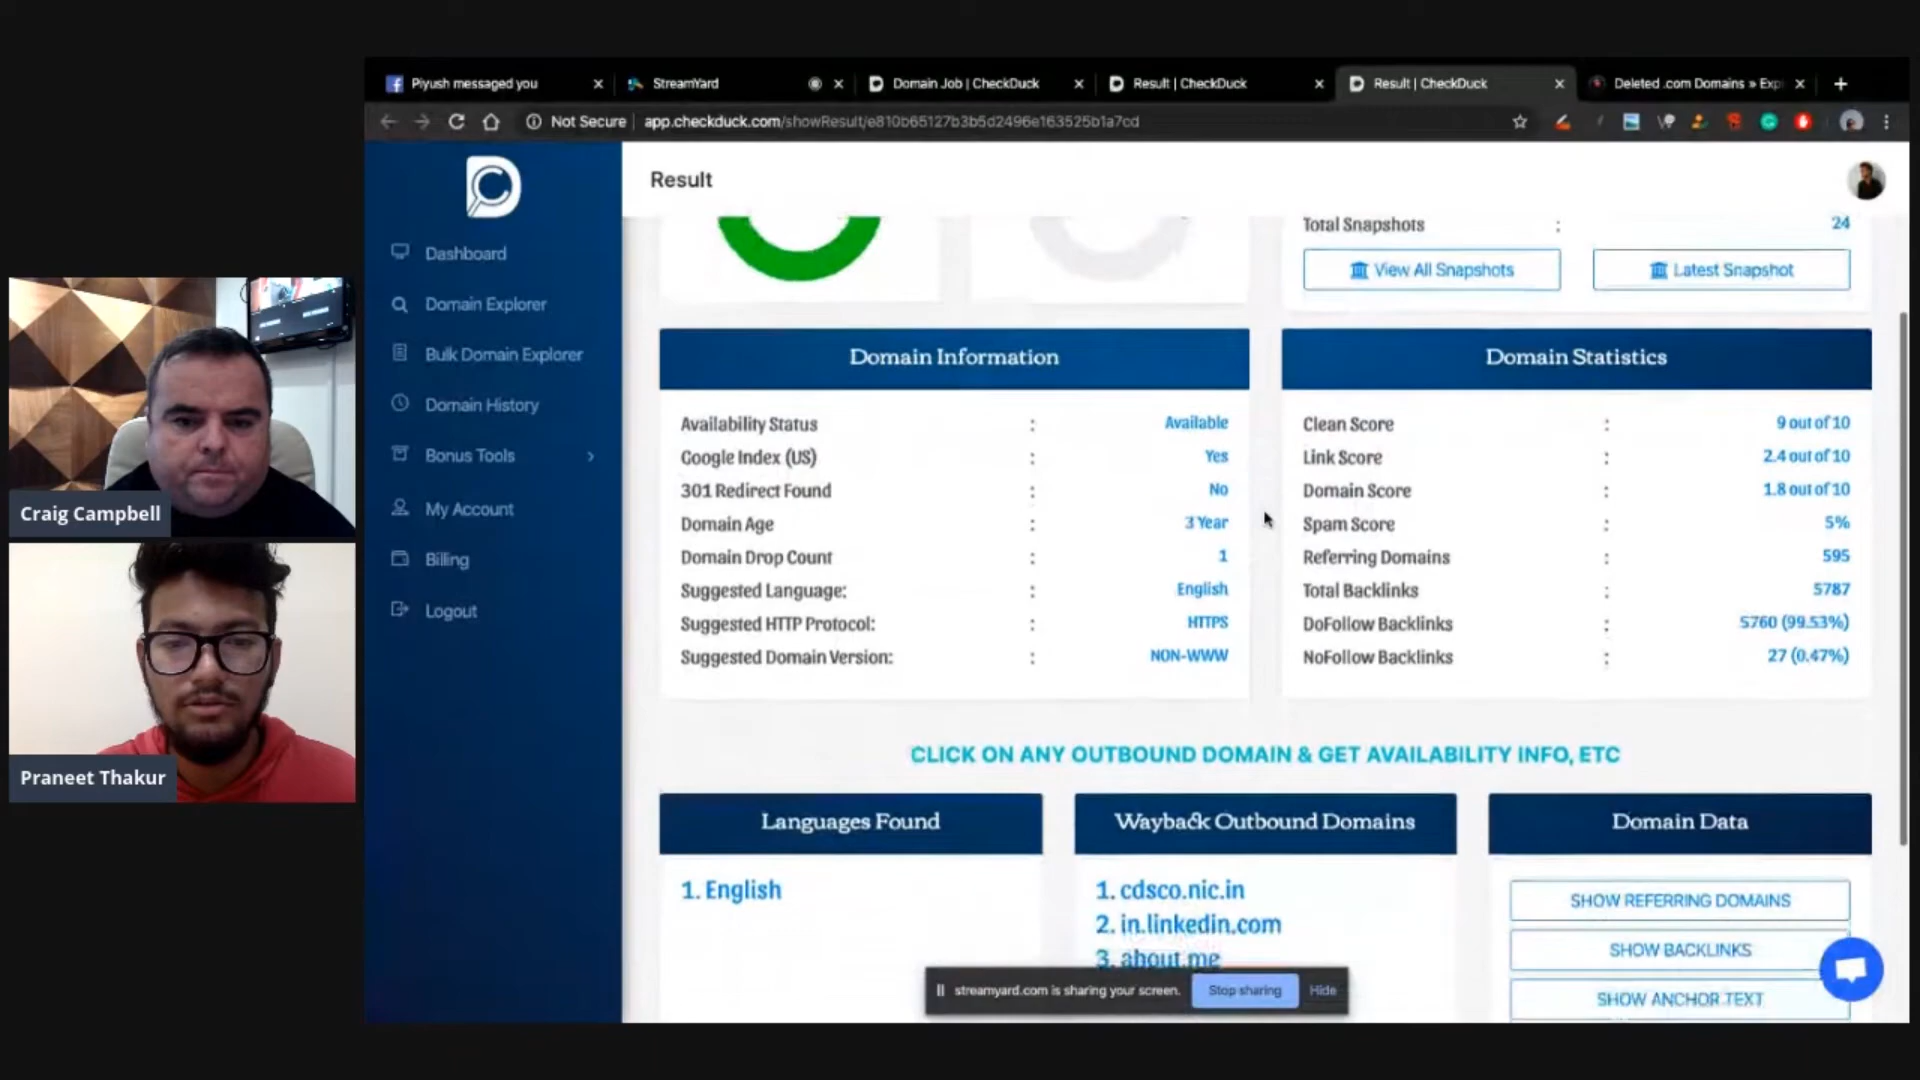 Piyush messaged you
StreamYard
Domain Job | CheckDuck
Result | CheckDuck
Result | CheckDuck
Deleted .com Domains » Exp
Not Secure
app.checkduck.com/showResult/e810b65127b3b5d2496e163525b1a7cd
Result
Dashboard
Domain Explorer
Bulk Domain Explorer
Domain History
Bonus Tools
My Account
Billing
Logout
Total Snapshots : 24
View All Snapshots
Latest Snapshot
Domain Information
Availability Status : Available
Google Index (US) : Yes
301 Redirect Found : No
Domain Age : 3 Year
Domain Drop Count : 1
Suggested Language: : English
Suggested HTTP Protocol: : HTTPS
Suggested Domain Version: : NON-WWW
Domain Statistics
Clean Score : 9 out of 10
Link Score : 2.4 out of 10
Domain Score : 1.8 out of 10
Spam Score : 5%
Referring Domains : 595
Total Backlinks : 5787
DoFollow Backlinks : 5760 (99.53%)
NoFollow Backlinks : 27 (0.47%)
CLICK ON ANY OUTBOUND DOMAIN & GET AVAILABILITY INFO, ETC
Languages Found
1. English
Wayback Outbound Domains
1. cdsco.nic.in
2. in.linkedin.com
3. about.me
Domain Data
SHOW REFERRING DOMAINS
SHOW BACKLINKS
SHOW ANCHOR TEXT
streamyard.com is sharing your screen.
Stop sharing
Hide
Craig Campbell
Praneet Thakur